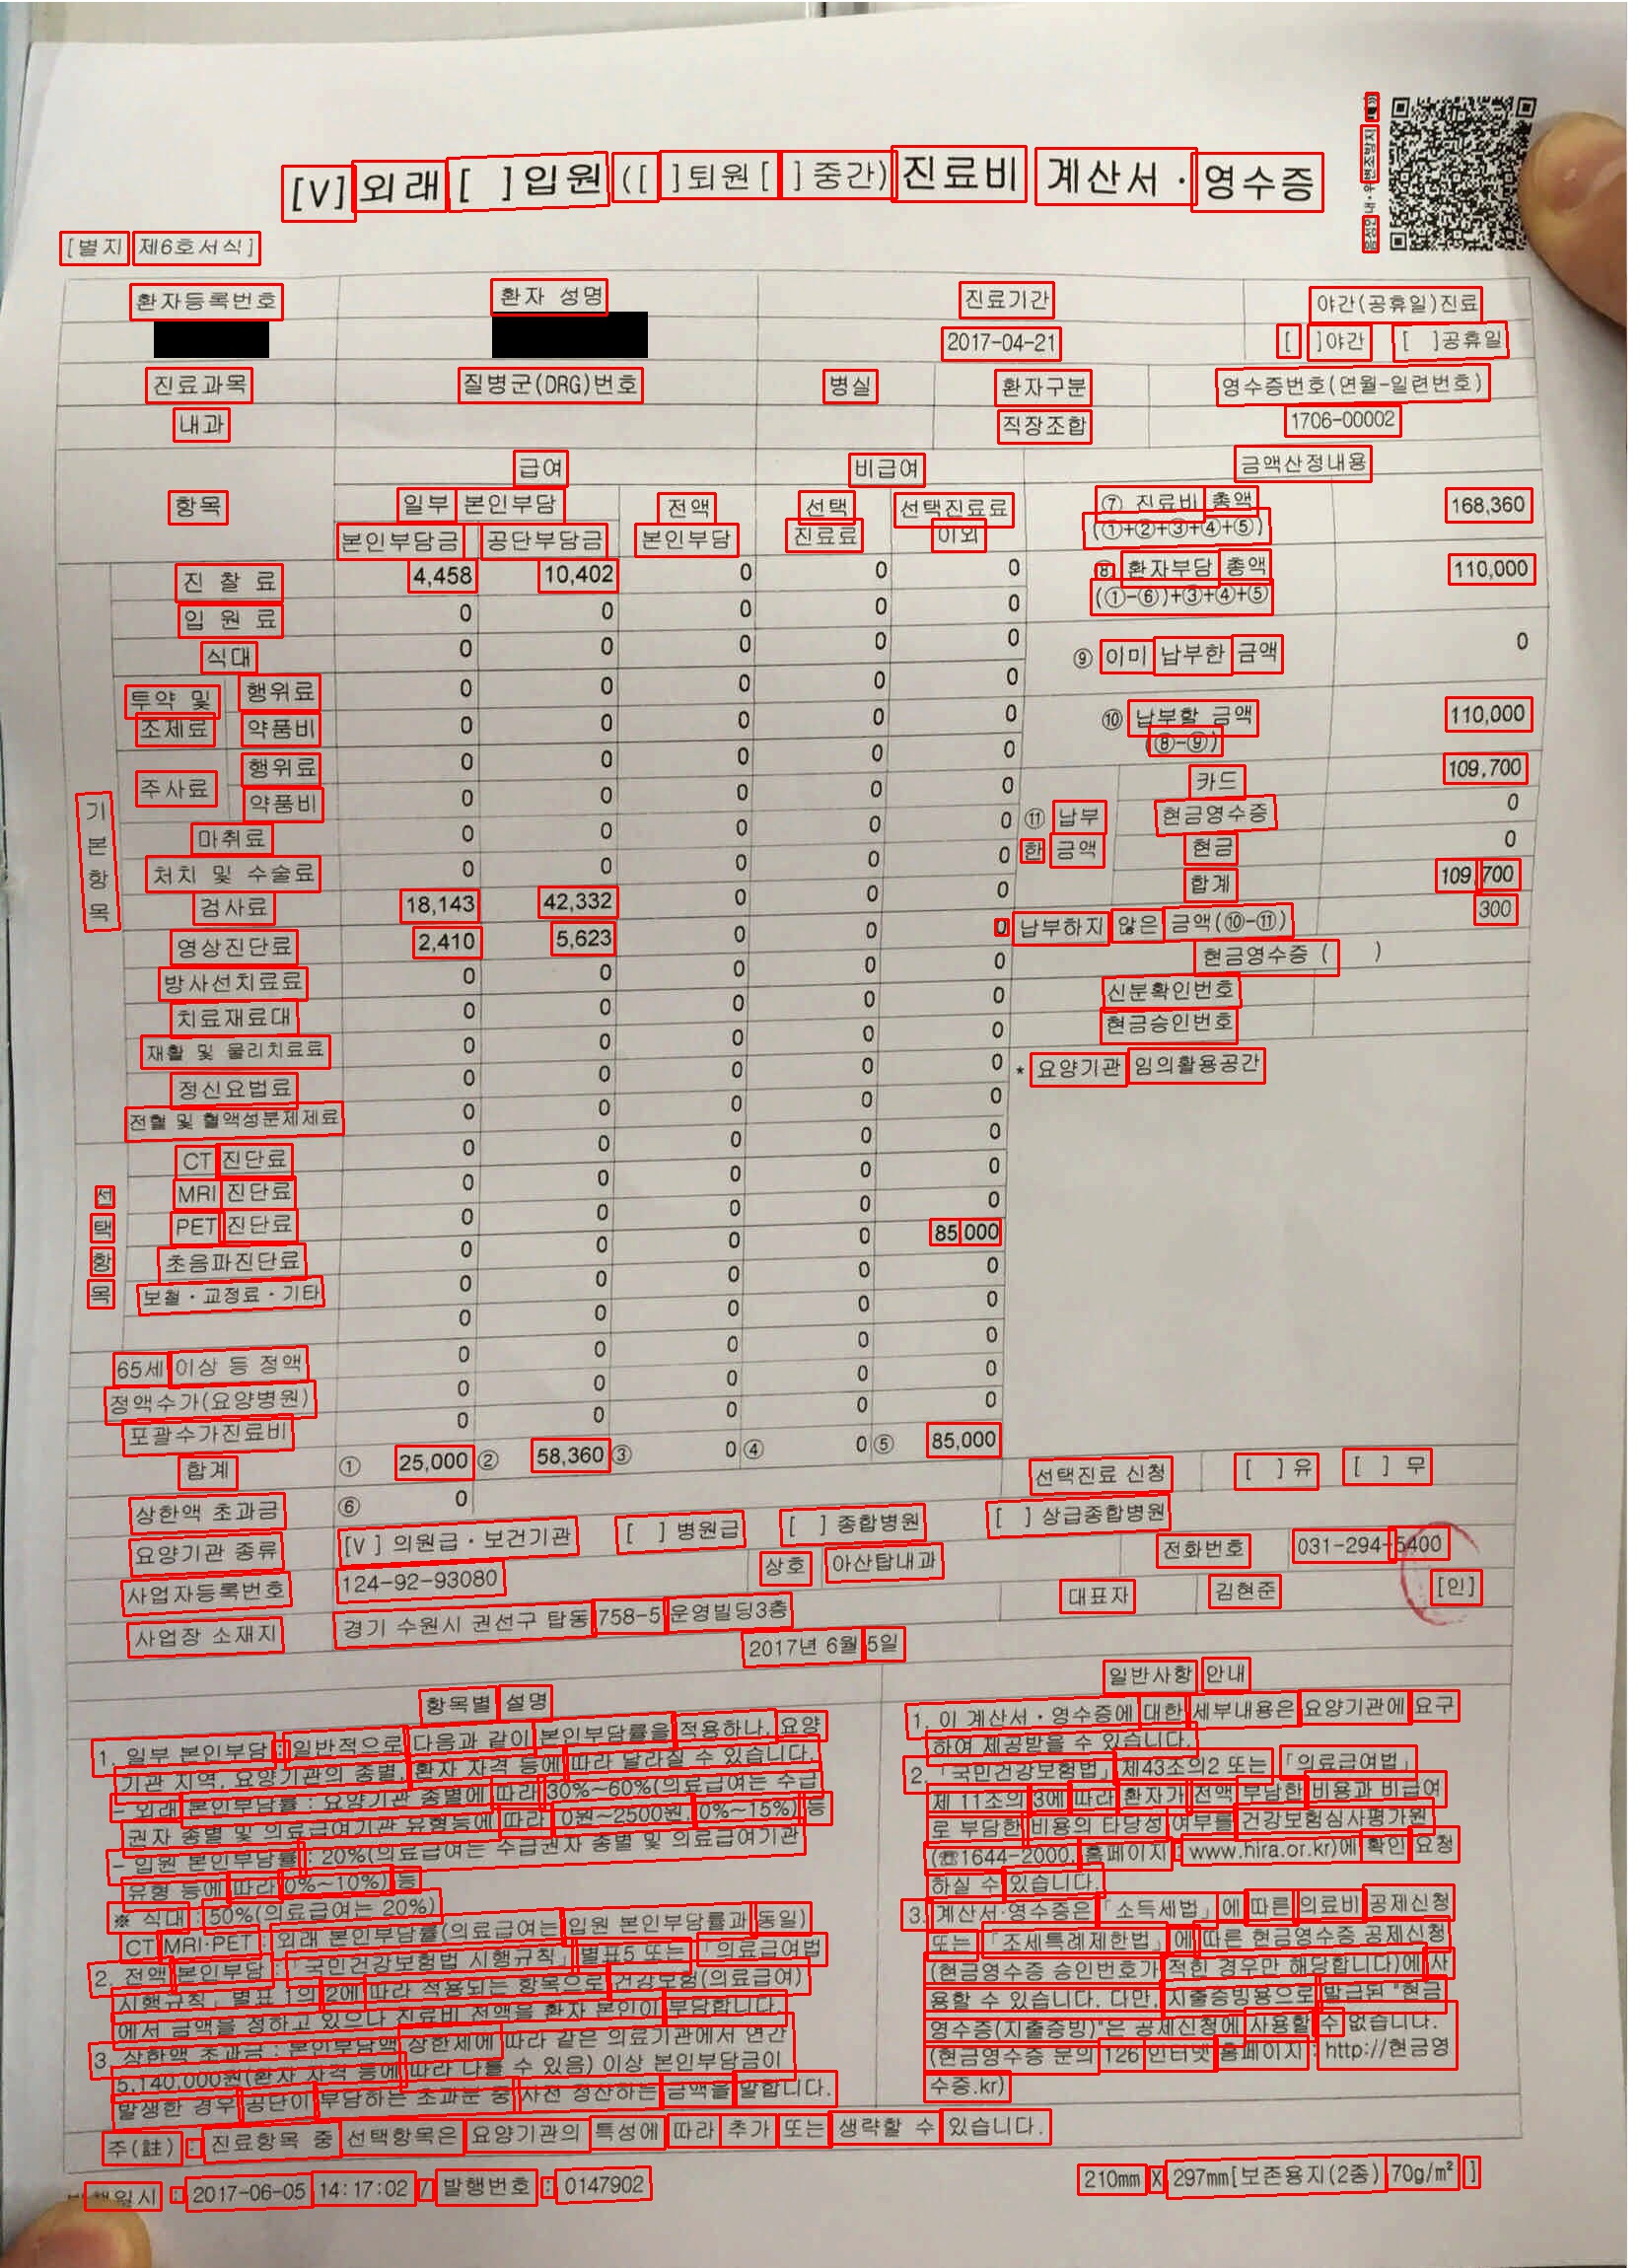 [V]외래 [ ]입원 ([ ]퇴원[ ]중간) 진료비 계산서·영수증
[별지 제6호서식]
환자등록번호 환자 성명 진료기간 야간(공휴일)진료
2017-04-21 [ ]야간 [ ]공휴일
진료과목 질병군(DRG)번호 병실 환자구분 영수증번호(연월-일련번호)
내과 직장조합 1706-00002
급여 비급여 금액산정내용
항목 일부 본인부담 전액 선택 선택진료료 ⑦ 진료비 총액 168,360
본인부담금 공단부담금 본인부담 진료료 이외 (①+②+③+④+⑤)
진 찰 료 4,458 10,402 0 0 0 ⑧ 환자부담 총액 110,000
입 원 료 0 0 0 0 0 (①-⑥)+③+④+⑤
식대 0 0 0 0 0 ⑨ 이미 납부한 금액 0
투약 및 행위료 0 0 0 0 0
조제료 약품비 0 0 0 0 0 ⑩ 납부할 금액 110,000
(⑧-⑨)
주사료 행위료 0 0 0 0 0 카드 109,700
약품비 0 0 0 0 0 현금영수증 0
기본항목 마취료 0 0 0 0 0 ⑪ 납부 현금 0
처치 및 수술료 0 0 0 0 0 한 금액 합계 109,700
검사료 18,143 42,332 0 0 0 300
영상진단료 2,410 5,623 0 0 0 납부하지 않은 금액(⑩-⑪)
방사선치료료 0 0 0 0 0 현금영수증 ( )
치료재료대 0 0 0 0 0 신분확인번호
재활 및 물리치료료 0 0 0 0 0 현금승인번호
정신요법료 0 0 0 0 0 * 요양기관 임의활용공간
전혈 및 혈액성분제제료 0 0 0 0 0
CT 진단료 0 0 0 0 0
선택항목 MRI 진단료 0 0 0 0 0
PET 진단료 0 0 0 0 0
초음파진단료 0 0 0 0 85,000
보철·교정료·기타 0 0 0 0 0
0 0 0 0 0
65세 이상 등 정액 0 0 0 0 0
정액수가(요양병원) 0 0 0 0 0
포괄수가진료비 0 0 0 0 0
합계 ① 25,000 ② 58,360 ③ 0 ④ 0 ⑤ 85,000
상한액 초과금 ⑥ 0 선택진료 신청 [ ] 유 [ ] 무
요양기관 종류 [V ] 의원급·보건기관 [ ] 병원급 [ ] 종합병원 [ ] 상급종합병원
사업자등록번호 124-92-93080 상호 아산탑내과 전화번호 031-294-5400
사업장 소재지 경기 수원시 권선구 탑동 758-5 운영빌딩3층 대표자 김현준 [인]
2017년 6월 5일
항목별 설명
1. 일부 본인부담 : 일반적으로 다음과 같이 본인부담률을 적용하나, 요양
기관 지역, 요양기관의 종별, 환자 자격 등에 따라 달라질 수 있습니다.
- 외래 본인부담률 : 요양기관 종별에 따라 30%~60%(의료급여는 수급
권자 종별 및 의료급여기관 유형등에 따라 0원~2500원, 0%~15%) 등
- 입원 본인부담률 : 20%(의료급여는 수급권자 종별 및 의료급여기관
유형 등에 따라 0%~10%) 등
※ 식대 : 50%(의료급여는 20%)
CT·MRI·PET : 외래 본인부담률(의료급여는 입원 본인부담률과 동일)
2. 전액 본인부담 : 「국민건강보험법 시행규칙」 별표5 또는 「의료급여법
시행규칙」 별표 1의 2에 따라 적용되는 항목으로 건강보험(의료급여)
에서 금액을 정하고 있으나 진료비 전액을 환자 본인이 부담합니다.
3. 상한액 초과금 : 본인부담액 상한제에 따라 같은 의료기관에서 연간
5,140,000원(환자 자격 등에 따라 다를 수 있음) 이상 본인부담금이
발생한 경우 공단이 부담하는 초과분 중 사전 정산하는 금액을 말합니다.
일반사항 안내
1. 이 계산서·영수증에 대한 세부내용은 요양기관에 요구
하여 제공받을 수 있습니다.
2. 「국민건강보험법」 제43조의2 또는 「의료급여법」
제 11조의 3에 따라 환자가 전액 부담한 비용과 비급여
로 부담한 비용의 타당성 여부를 건강보험심사평가원
(☏1644-2000, 홈페이지 : www.hira.or.kr)에 확인 요청
하실 수 있습니다.
3. 계산서·영수증은 「소득세법」에 따른 의료비 공제신청
또는 「조세특례제한법」에 따른 현금영수증 공제신청
(현금영수증 승인번호가 적힌 경우만 해당합니다)에 사
용할 수 있습니다. 다만, 지출증빙용으로 발급된 "현금
영수증(지출증빙)"은 공제신청에 사용할 수 없습니다.
(현금영수증 문의 126 인터넷 홈페이지 : http://현금영
수증.kr)
주(註) : 진료항목 중 선택항목은 요양기관의 특성에 따라 추가 또는 생략할 수 있습니다.
발행일시 : 2017-06-05 14:17:02 / 발행번호 : 0147902
210mm X 297mm[보존용지(2종) 70g/m² ]